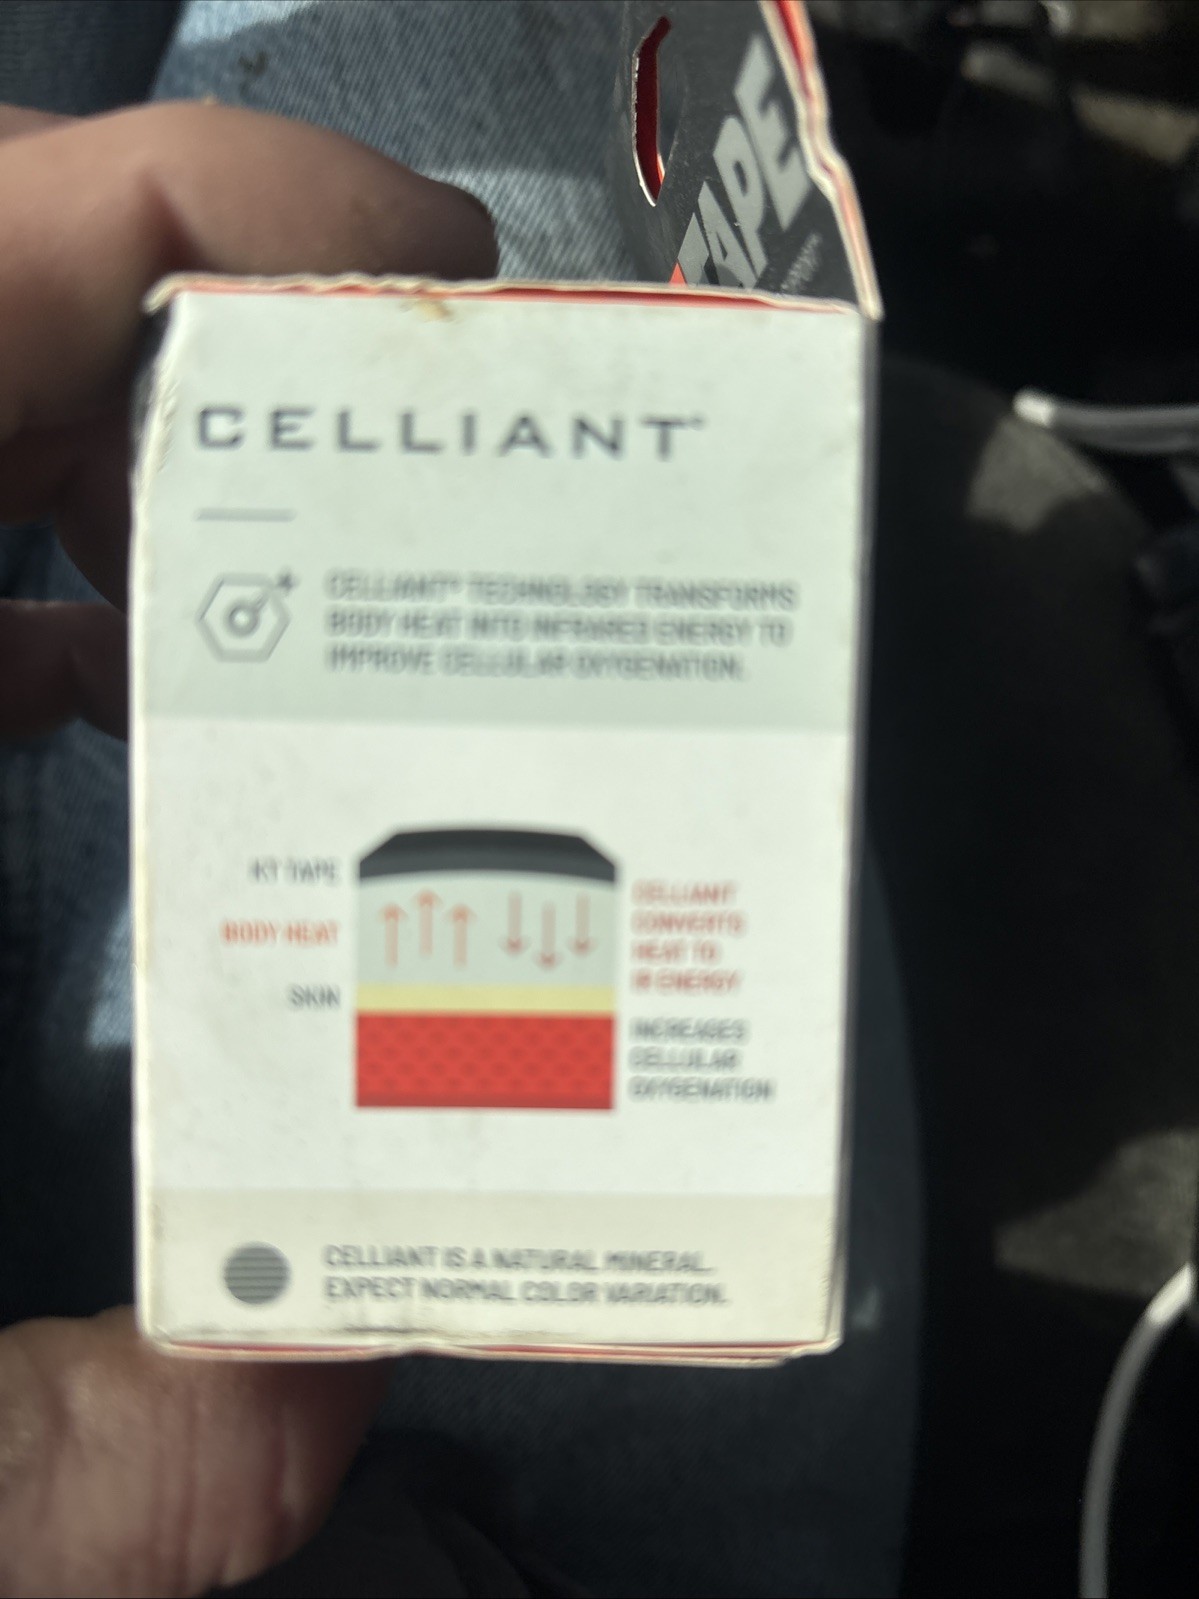 TAPE
CELLIANT
CELLIANT® TECHNOLOGY TRANSFORMS
BODY HEAT INTO INFRARED ENERGY TO
IMPROVE CELLULAR OXYGENATION.
KT TAPE
BODY HEAT
SKIN
CELLIANT
CONVERTS
HEAT TO
IR ENERGY
INCREASES
CELLULAR
OXYGENATION
CELLIANT IS A NATURAL MINERAL.
EXPECT NORMAL COLOR VARIATION.